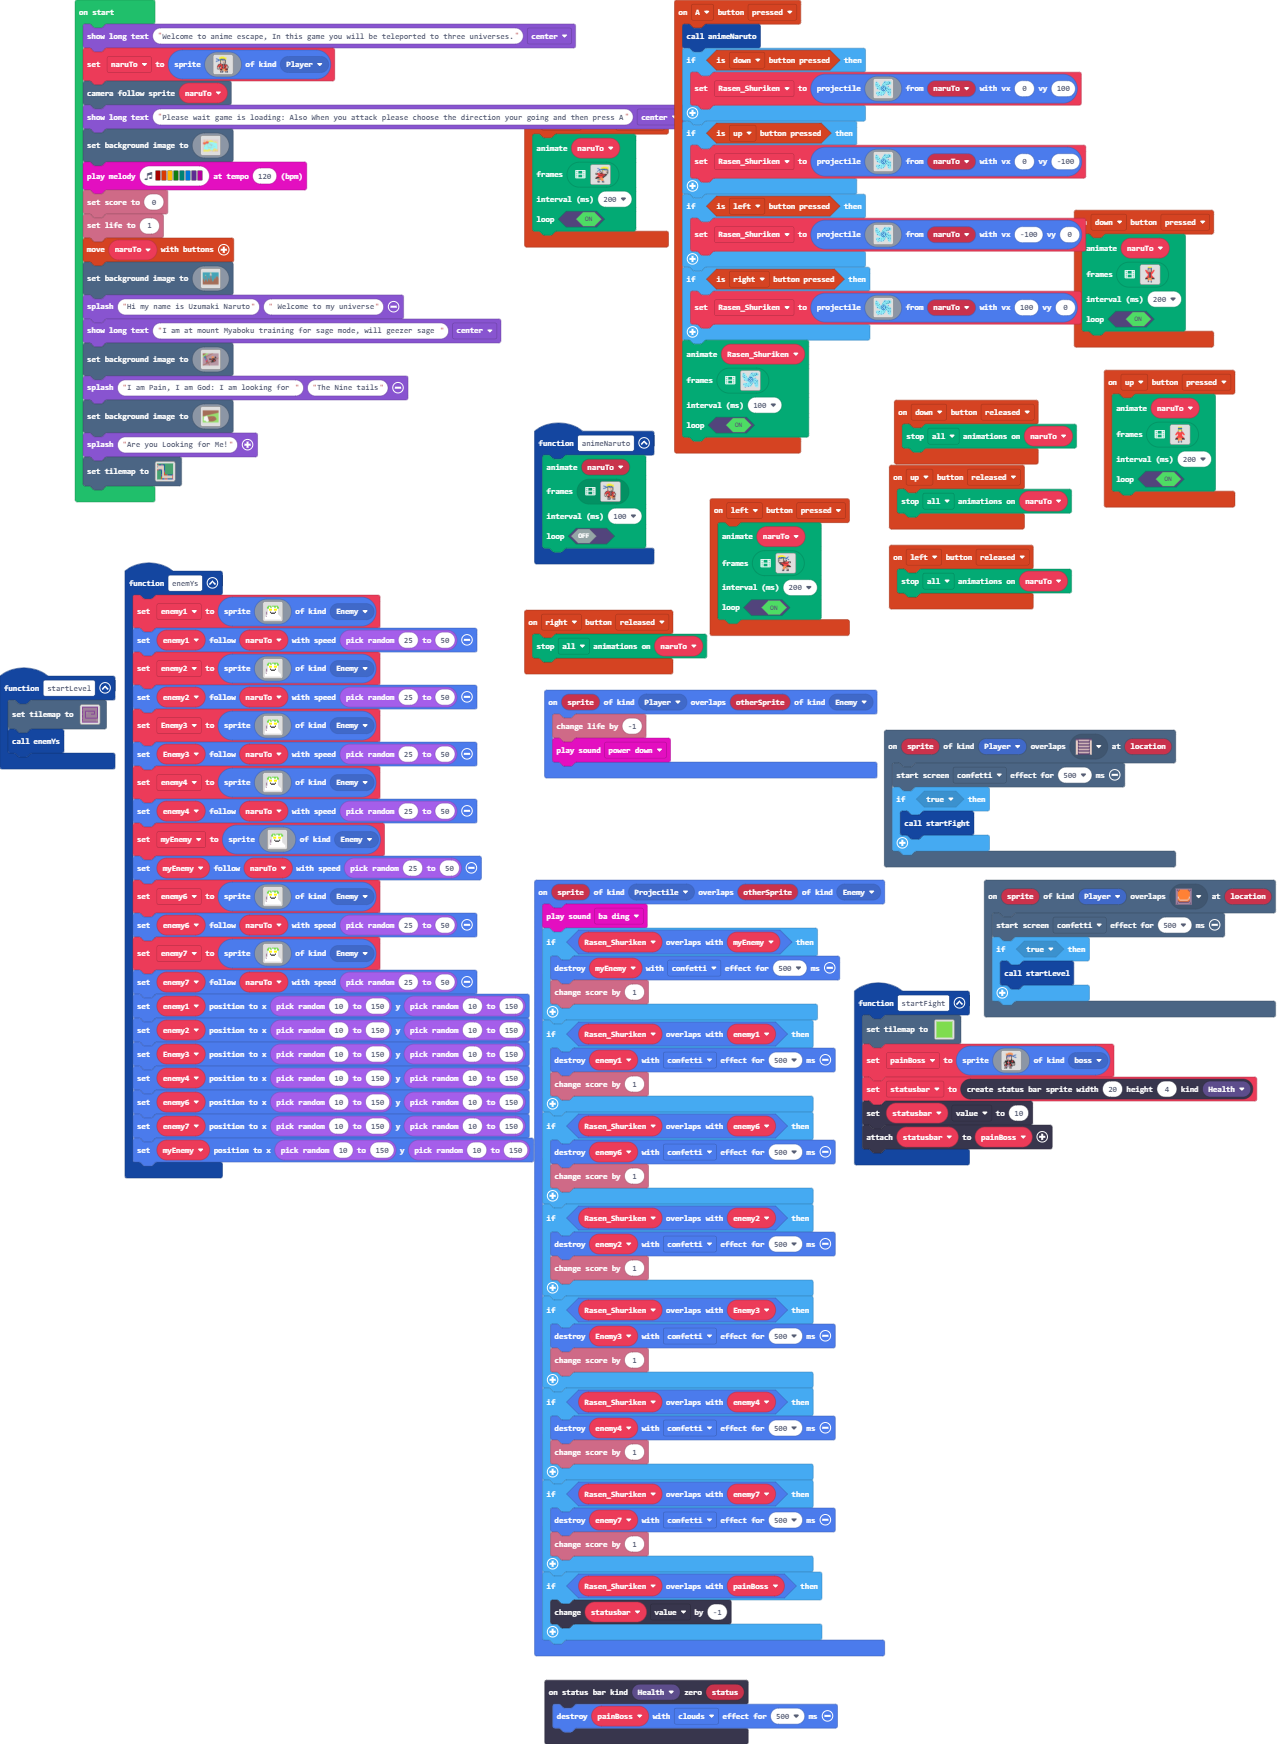 on start
show long text "Welcome to anime escape, In this game you will be teleported to three universes." center
set naruTo to sprite of kind Player
camera follow sprite naruTo
show long text "Please wait game is loading: Also When you attack please choose the direction your going and then press A" center
set background image to
play melody at tempo 120 (bpm)
set score to 0
set life to 1
move naruTo with buttons
set background image to
splash "Hi my name is Uzumaki Naruto" " Welcome to my universe"
show long text "I am at mount Myaboku training for sage mode, will geezer sage " center
set background image to
splash "I am Pain, I am God: I am looking for " "The Nine tails"
set background image to
splash "Are you Looking for Me!"
set tilemap to
animate naruTo
frames
interval (ms) 200
loop ON
on A button pressed
call animeNaruto
if is down button pressed then
set Rasen_Shuriken to projectile from naruTo with vx 0 vy 100
if is up button pressed then
set Rasen_Shuriken to projectile from naruTo with vx 0 vy -100
if is left button pressed then
set Rasen_Shuriken to projectile from naruTo with vx -100 vy 0
if is right button pressed then
set Rasen_Shuriken to projectile from naruTo with vx 100 vy 0
animate Rasen_Shuriken
frames
interval (ms) 100
loop ON
down button pressed
animate naruTo
frames
interval (ms) 200
loop ON
on up button pressed
animate naruTo
frames
interval (ms) 200
loop ON
on down button released
stop all animations on naruTo
on up button released
stop all animations on naruTo
on left button released
stop all animations on naruTo
function animeNaruto
animate naruTo
frames
interval (ms) 100
loop OFF
on left button pressed
animate naruTo
frames
interval (ms) 200
loop ON
on right button released
stop all animations on naruTo
function startLevel
set tilemap to
call enemYs
function enemYs
set enemy1 to sprite of kind Enemy
set enemy1 follow naruTo with speed pick random 25 to 50
set enemy2 to sprite of kind Enemy
set enemy2 follow naruTo with speed pick random 25 to 50
set Enemy3 to sprite of kind Enemy
set Enemy3 follow naruTo with speed pick random 25 to 50
set enemy4 to sprite of kind Enemy
set enemy4 follow naruTo with speed pick random 25 to 50
set myEnemy to sprite of kind Enemy
set myEnemy follow naruTo with speed pick random 25 to 50
set enemy6 to sprite of kind Enemy
set enemy6 follow naruTo with speed pick random 25 to 50
set enemy7 to sprite of kind Enemy
set enemy7 follow naruTo with speed pick random 25 to 50
set enemy1 position to x pick random 10 to 150 y pick random 10 to 150
set enemy2 position to x pick random 10 to 150 y pick random 10 to 150
set Enemy3 position to x pick random 10 to 150 y pick random 10 to 150
set enemy4 position to x pick random 10 to 150 y pick random 10 to 150
set enemy6 position to x pick random 10 to 150 y pick random 10 to 150
set enemy7 position to x pick random 10 to 150 y pick random 10 to 150
set myEnemy position to x pick random 10 to 150 y pick random 10 to 150
on sprite of kind Player overlaps otherSprite of kind Enemy
change life by -1
play sound power down
on sprite of kind Player overlaps at location
start screen confetti effect for 500 ms
if true then
call startFight
on sprite of kind Projectile overlaps otherSprite of kind Enemy
play sound ba ding
if Rasen_Shuriken overlaps with myEnemy then
destroy myEnemy with confetti effect for 500 ms
change score by 1
if Rasen_Shuriken overlaps with enemy1 then
destroy enemy1 with confetti effect for 500 ms
change score by 1
if Rasen_Shuriken overlaps with enemy6 then
destroy enemy6 with confetti effect for 500 ms
change score by 1
if Rasen_Shuriken overlaps with enemy2 then
destroy enemy2 with confetti effect for 500 ms
change score by 1
if Rasen_Shuriken overlaps with Enemy3 then
destroy Enemy3 with confetti effect for 500 ms
change score by 1
if Rasen_Shuriken overlaps with enemy4 then
destroy enemy4 with confetti effect for 500 ms
change score by 1
if Rasen_Shuriken overlaps with enemy7 then
destroy enemy7 with confetti effect for 500 ms
change score by 1
if Rasen_Shuriken overlaps with painBoss then
change statusbar value by -1
on sprite of kind Player overlaps at location
start screen confetti effect for 500 ms
if true then
call startLevel
function startFight
set tilemap to
set painBoss to sprite of kind boss
set statusbar to create status bar sprite width 20 height 4 kind Health
set statusbar value to 10
attach statusbar to painBoss
on status bar kind Health zero status
destroy painBoss with clouds effect for 500 ms